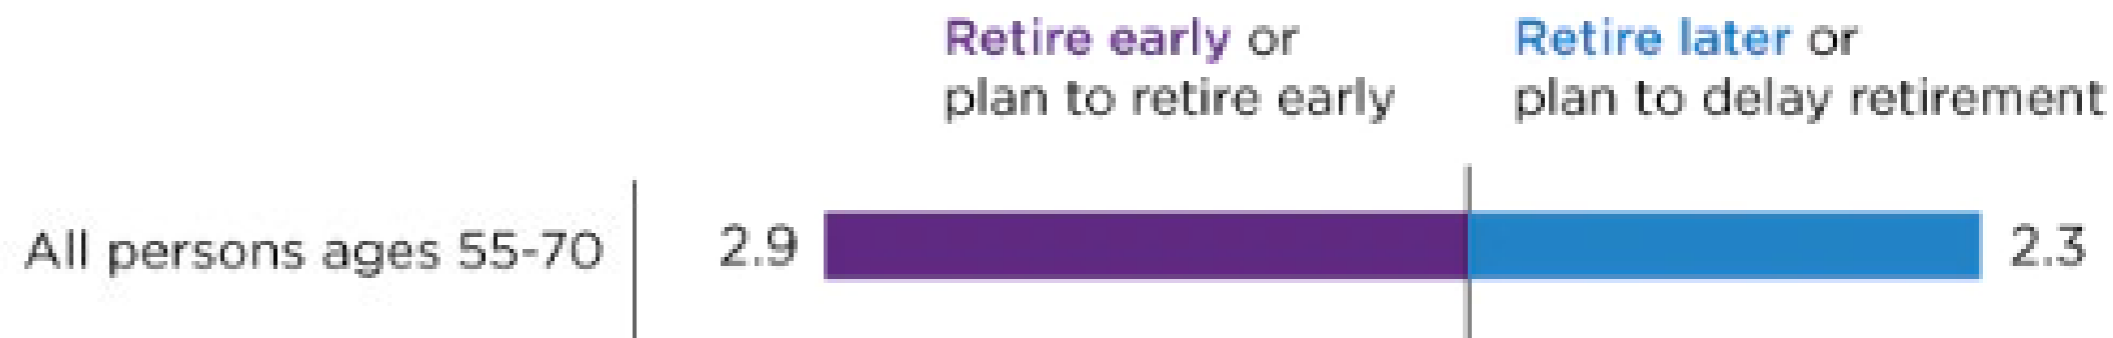 Retire early or
plan to retire early
Retire later or
plan to delay retirement
All persons ages 55-70
2.9
2.3